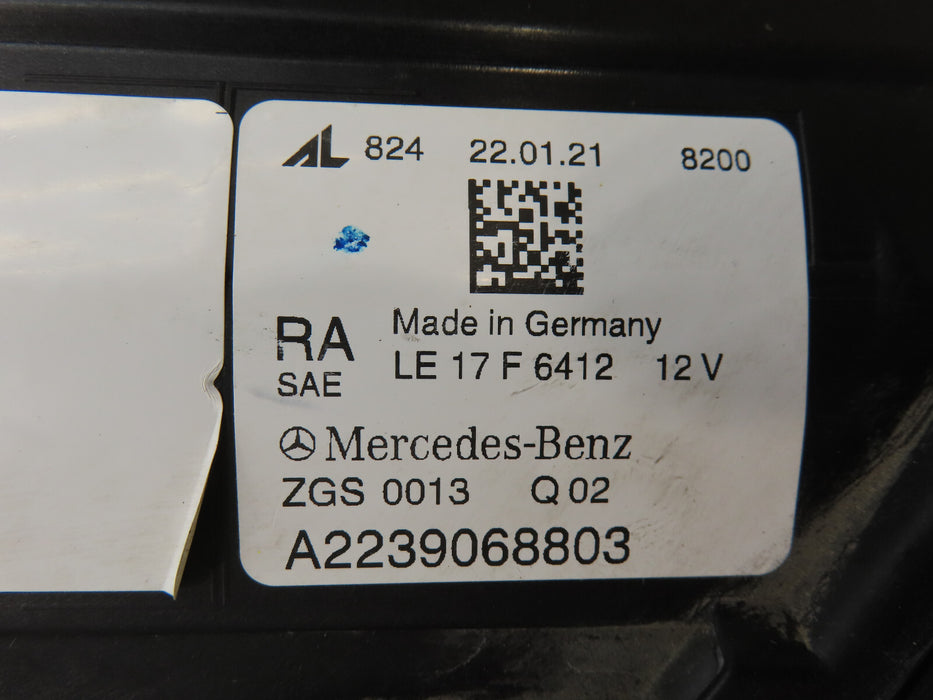 AL 824 22.01.21 8200
RA Made in Germany
SAE LE 17 F 6412 12 V
Mercedes-Benz
ZGS 0013 Q 02
A2239068803